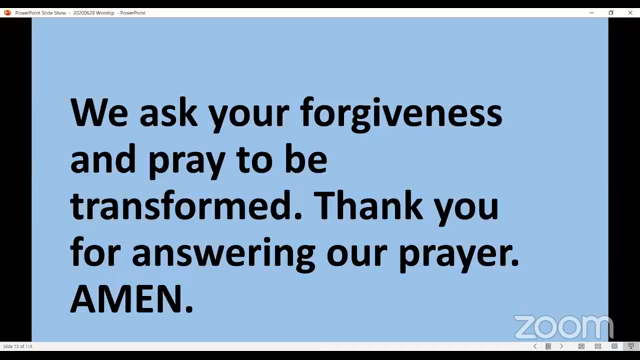 PowerPoint Slide Show - 20200628 Worship - PowerPoint
We ask your forgiveness
and pray to be
transformed. Thank you
for answering our prayer.
AMEN.
zoom